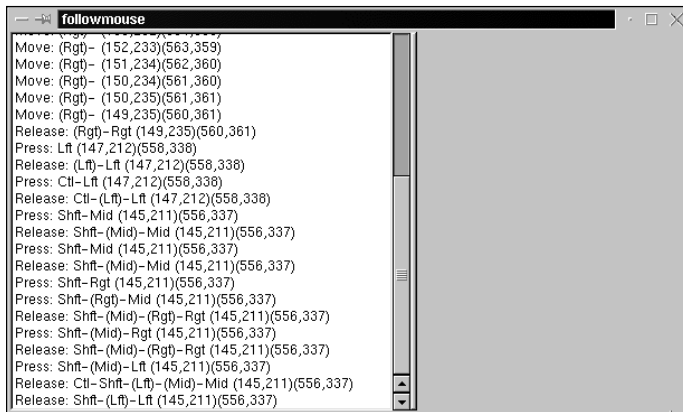 followmouse
Move: (Rgt)- (152,233)(563,359)
Move: (Rgt)- (151,234)(562,360)
Move: (Rgt)- (150,234)(561,360)
Move: (Rgt)- (150,235)(561,361)
Move: (Rgt)- (149,235)(560,361)
Release: (Rgt)-Rgt (149,235)(560,361)
Press: Lft (147,212)(558,338)
Release: (Lft)-Lft (147,212)(558,338)
Press: Ctl-Lft (147,212)(558,338)
Release: Ctl-(Lft)-Lft (147,212)(558,338)
Press: Shft-Mid (145,211)(556,337)
Release: Shft-(Mid)-Mid (145,211)(556,337)
Press: Shft-Mid (145,211)(556,337)
Release: Shft-(Mid)-Mid (145,211)(556,337)
Press: Shft-Rgt (145,211)(556,337)
Press: Shft-(Rgt)-Mid (145,211)(556,337)
Release: Shft-(Mid)-(Rgt)-Rgt (145,211)(556,337)
Press: Shft-(Mid)-Rgt (145,211)(556,337)
Release: Shft-(Mid)-(Rgt)-Rgt (145,211)(556,337)
Press: Shft-(Mid)-Lft (145,211)(556,337)
Release: Ctl-Shft-(Lft)-(Mid)-Mid (145,211)(556,337)
Release: Shft-(Lft)-Lft (145,211)(556,337)